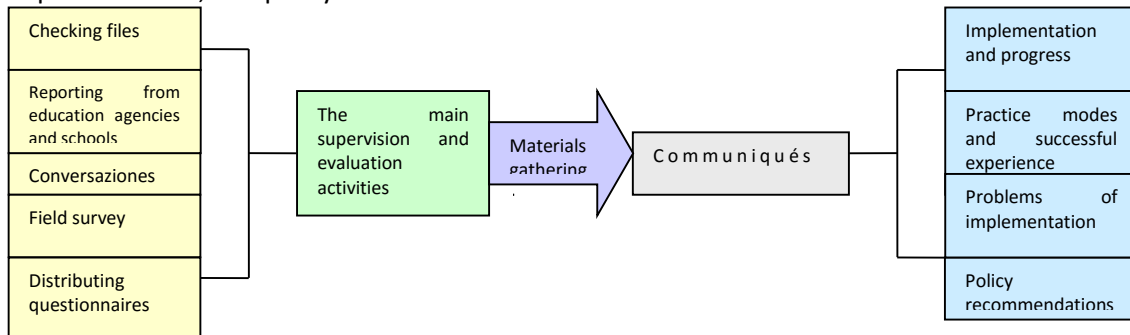 Checking files
Reporting from
education agencies
and schools
Conversaziones
Field survey
Distributing
questionnaires
The main
supervision and
evaluation
activities
Materials
gathering
Communiqués
Implementation
and progress
Practice modes
and successful
experience
Problems of
implementation
Policy
recommendations